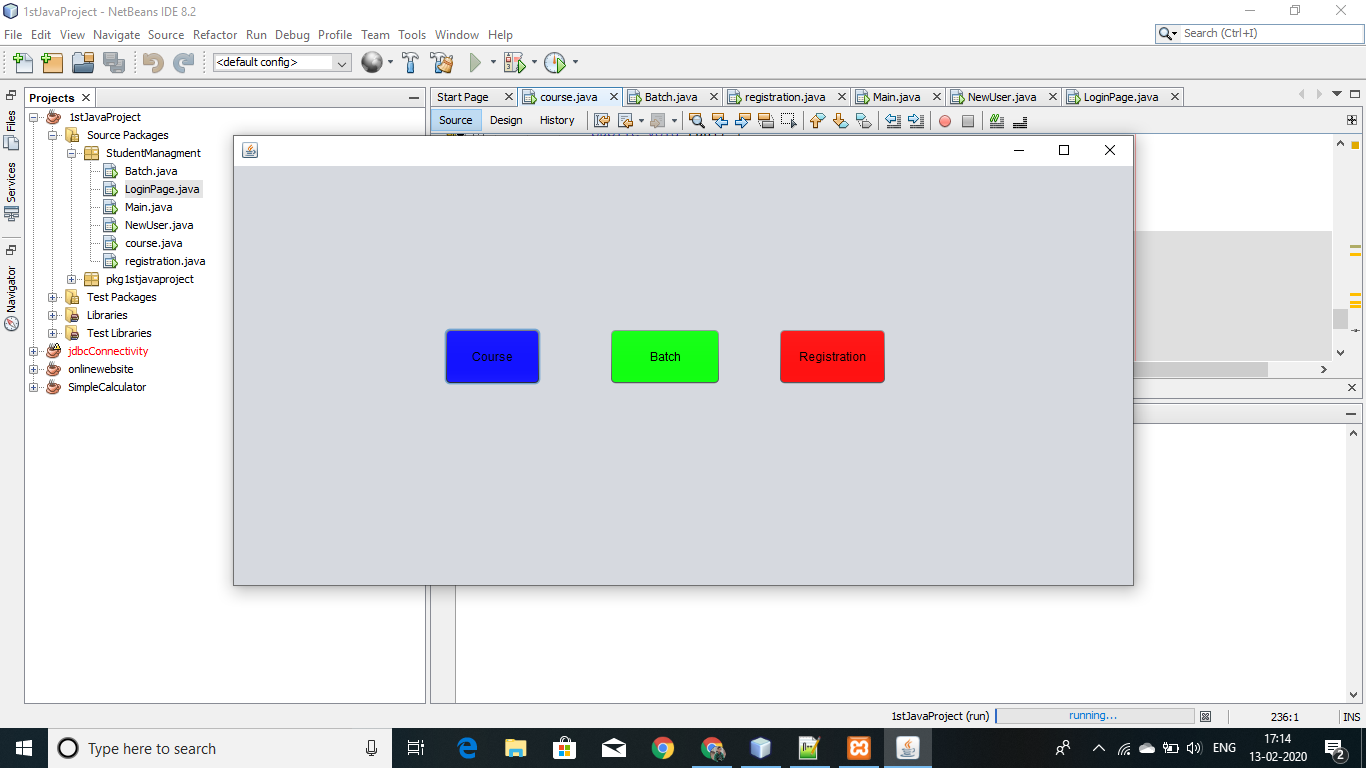 1stJavaProject - NetBeans IDE 8.2
File Edit View Navigate Source Refactor Run Debug Profile Team Tools Window Help
Search (Ctrl+I)
<default config>
Projects
Files
Services
Navigator
1stJavaProject
Source Packages
StudentManagment
Batch.java
LoginPage.java
Main.java
NewUser.java
course.java
registration.java
pkg1stjavaproject
Test Packages
Libraries
Test Libraries
jdbcConnectivity
onlinewebsite
SimpleCalculator
Start Page course.java Batch.java registration.java Main.java NewUser.java LoginPage.java
Source Design History
Course Batch Registration
1stJavaProject (run) running... 236:1 INS
Type here to search
ENG
17:14
13-02-2020
2